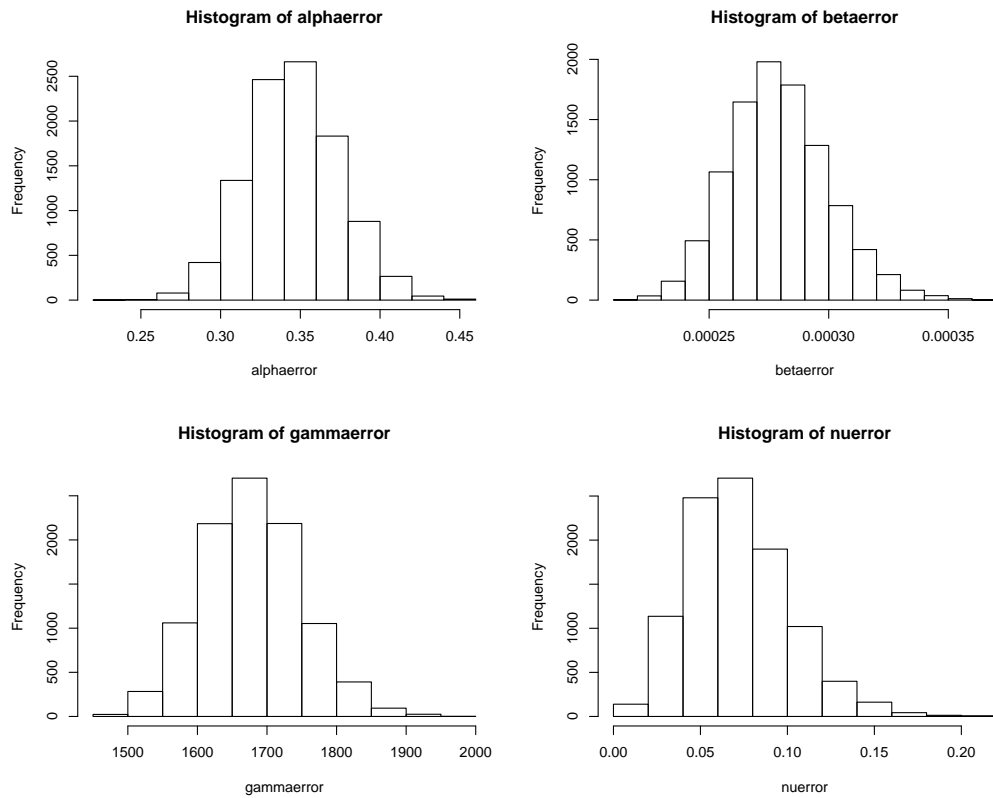 Histogram of alphaerror
Frequency
0 500 1000 1500 2000 2500
0.25 0.30 0.35 0.40 0.45
alphaerror
Histogram of betaerror
Frequency
0 500 1000 1500 2000
0.00025 0.00030 0.00035
betaerror
Histogram of gammaerror
Frequency
0 500 1000 2000
1500 1600 1700 1800 1900 2000
gammaerror
Histogram of nuerror
Frequency
0 500 1000 2000
0.00 0.05 0.10 0.15 0.20
nuerror